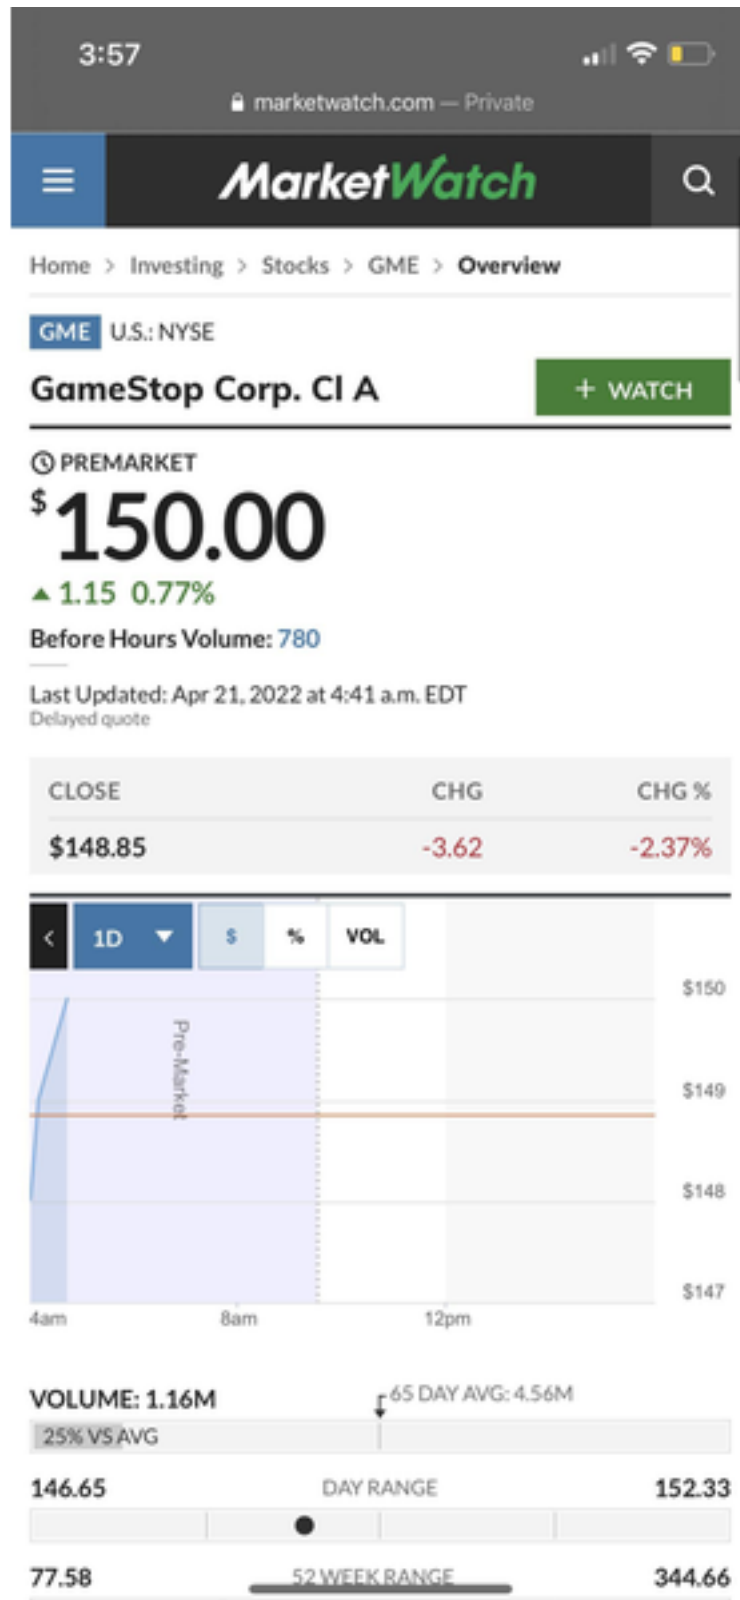 3:57
marketwatch.com — Private
MarketWatch
Home > Investing > Stocks > GME > Overview
GME U.S.: NYSE
GameStop Corp. Cl A
+ WATCH
PREMARKET
$150.00
▲ 1.15 0.77%
Before Hours Volume: 780
Last Updated: Apr 21, 2022 at 4:41 a.m. EDT
Delayed quote
CLOSE CHG CHG %
$148.85 -3.62 -2.37%
< 1D ▼ $ % VOL
$150
Pre-Market
$149
$148
$147
4am 8am 12pm
VOLUME: 1.16M 65 DAY AVG: 4.56M
25% VS AVG
146.65 DAY RANGE 152.33
77.58 52 WEEK RANGE 344.66